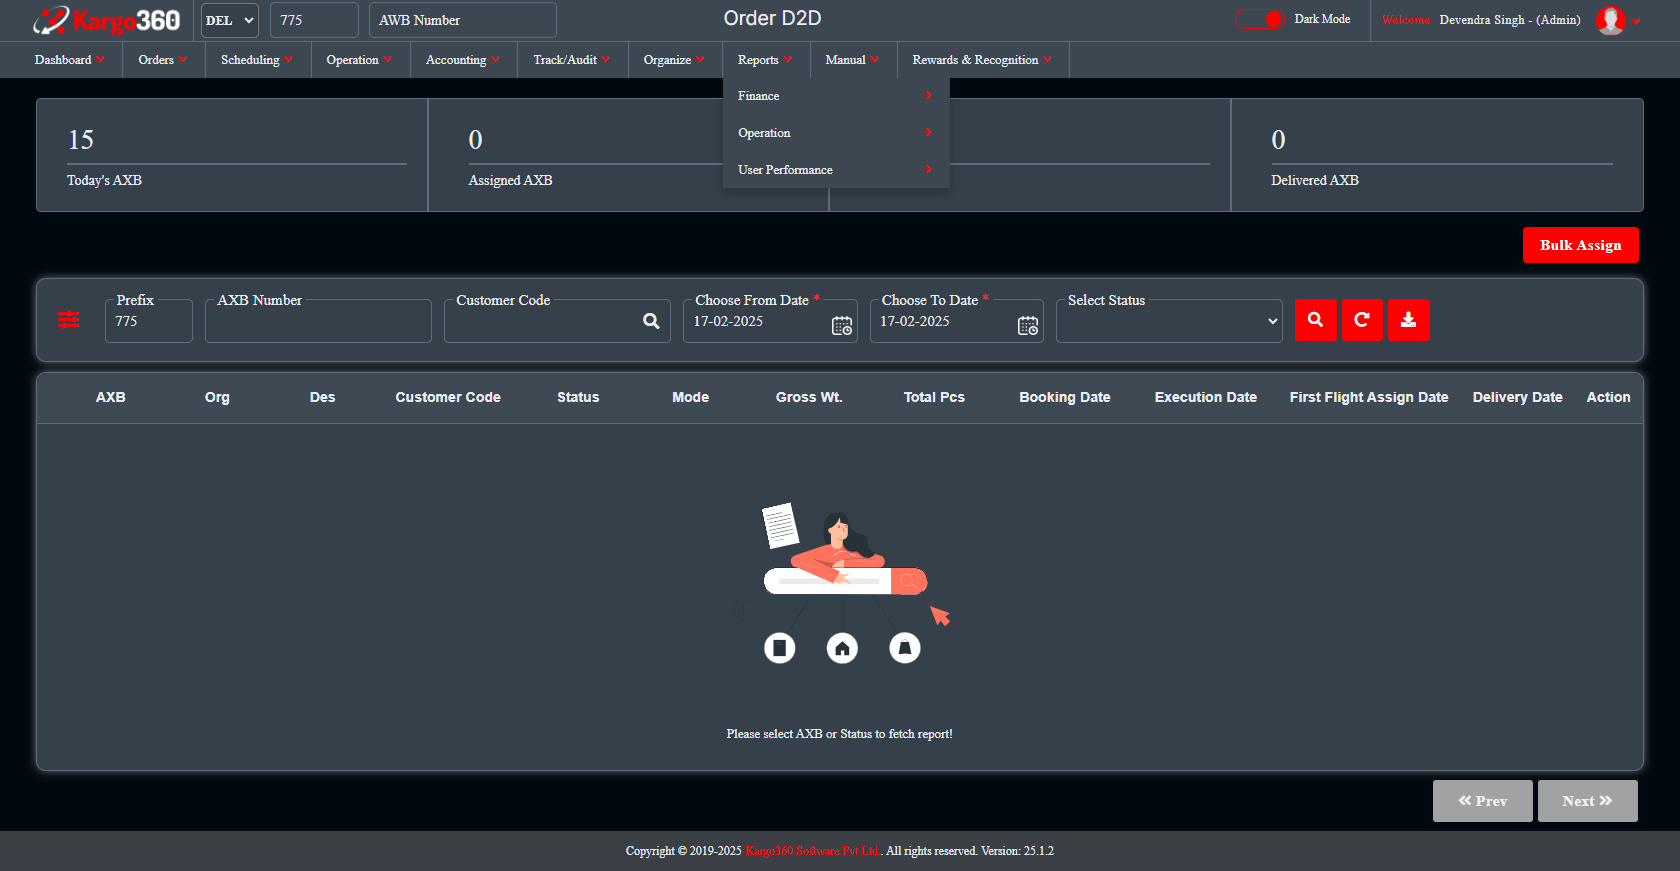 Kargo360
DEL
775
AWB Number
Order D2D
Dark Mode
Welcome Devendra Singh - (Admin)
Dashboard
Orders
Scheduling
Operation
Accounting
Track/Audit
Organize
Reports
Manual
Rewards & Recognition
Finance
Operation
User Performance
15
Today's AXB
0
Assigned AXB
0
Delivered AXB
Bulk Assign
Prefix
775
AXB Number
Customer Code
Choose From Date *
17-02-2025
Choose To Date *
17-02-2025
Select Status
AXB Org Des Customer Code Status Mode Gross Wt. Total Pcs Booking Date Execution Date First Flight Assign Date Delivery Date Action
Please select AXB or Status to fetch report!
Prev
Next
Copyright © 2019-2025 Kargo360 Software Pvt Ltd.. All rights reserved. Version: 25.1.2